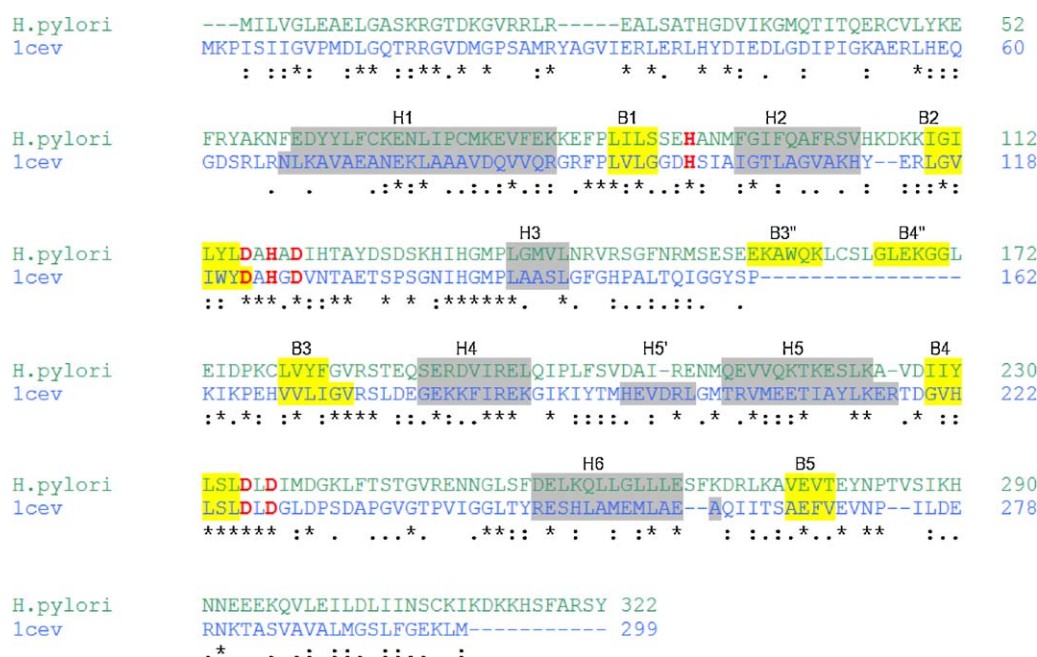 H.pylori ---MILVGLEAELGASKRGTDKGVRRLR-----EALSATHGDVIKGMQTITQERCVLYKE 52
1cev MKPISIIGVPMDLGQTRRGVDMGPSAMRYAGVIERLERLHYDIEDLGDIPIGKAERLHEQ 60
: ::*: :** ::**.* * :* * *. *: . : : *:::
H1 B1 H2 B2
H.pylori FRYAKNFEDYYLFCKENLIPCMKEVFEKKEFPLILSSEHANMFGIFQAFRSVHKDKKIGI 112
1cev GDSRLRNLKAVAEANEKLAAAVDQVVQRGRFPLVLGGDHSIAIGTLAGVAKHY--ERLGV 118
. . .:*:* ..:.:*.:: .***:*..:*: :* : .. . : :::*:
H3 B3" B4"
H.pylori LYLDAHADIHTAYDSDSKHIHGMPLGMVLNRVRSGFNRMSESEEKAWQKLCSLGLEKGGL 172
1cev IWYDAHGDVNTAETSPSGNIHGMPLAASLGFGHPALTQIGGYSP---------------- 162
:: ***.*::** * * :******. *. :..:.::. .
B3 H4 H5' H5 B4
H.pylori EIDPKCLVYFGVRSTEQSERDVIRELQIPLFSVDAI-RENMQEVVQKTKESLKA-VDIIY 230
1cev KIKPEHVVLIGVRSLDEGEKKFIREKGIKIYTMHEVDRLGMTRVMEETIAYLKERTDGVH 222
:*.*: :* :**** ::.*:..*** * ::::. : * .* .*:::* ** .* ::
H6 B5
H.pylori LSLDLDIMDGKLFTSTGVRENNGLSFDELKQLLGLLLESFKDRLKAVEVTEYNPTVSIKH 290
1cev LSLDLDGLDPSDAPGVGTPVIGGLTYRESHLAMEMLAE--AQIITSAEFVEVNP--ILDE 278
****** :* . ...*. .**:: * : : :* * : :.:.*..* ** :..
H.pylori NNEEEKQVLEILDLIINSCKIKDKKHSFARSY 322
1cev RNKTASVAVALMGSLFGEKLM----------- 299
.*: . .: ::. ::.. :